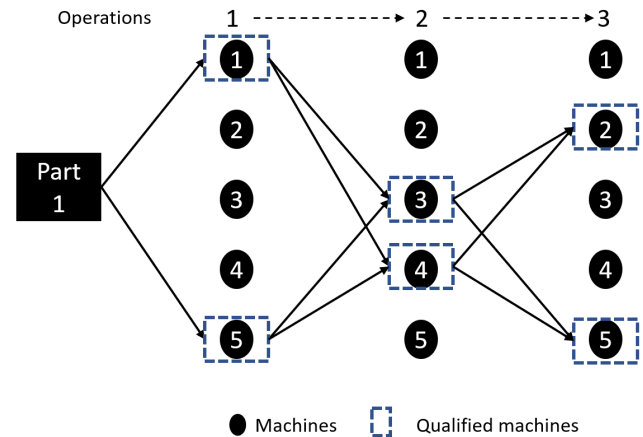 Operations 1 2 3
1 1 1
2 2 2
Part
1
3 3 3
4 4 4
5 5 5
Machines Qualified machines